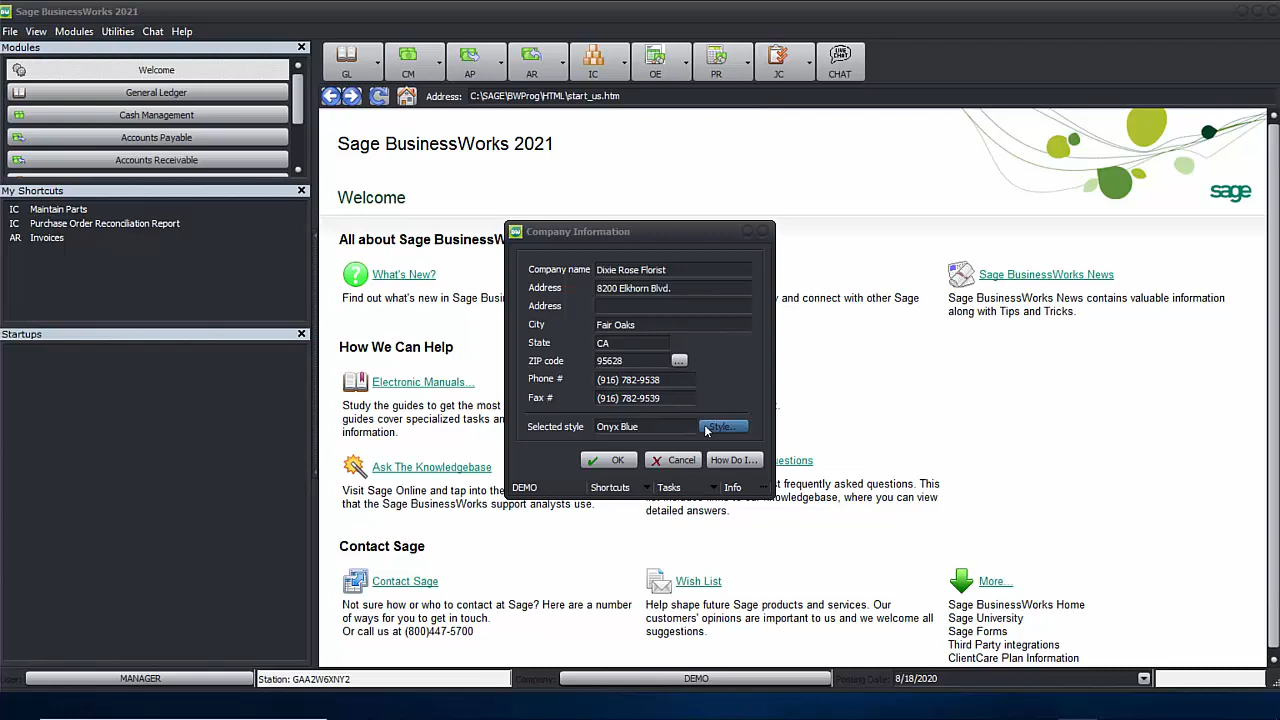 Sage BusinessWorks 2021
File View Modules Utilities Chat Help
Modules
Welcome
General Ledger
Cash Management
Accounts Payable
Accounts Receivable
My Shortcuts
IC Maintain Parts
IC Purchase Order Reconciliation Report
AR Invoices
Startups
GL CM AP AR IC OE PR JC CHAT
Address: C:\SAGE\BWProg\HTML\start_us.htm
Sage BusinessWorks 2021
sage
Welcome
All about Sage BusinessW
What's New?
Find out what's new in Sage Busi
y and connect with other Sage
Sage BusinessWorks News
Sage BusinessWorks News contains valuable information
along with Tips and Tricks.
How We Can Help
Electronic Manuals...
Study the guides to get the most
guides cover specialized tasks an
information.
Ask The Knowledgebase
Visit Sage Online and tap into the
that the Sage BusinessWorks support analysts use.
uestions
st frequently asked questions. This
knowledgebase, where you can view
detailed answers.
Company Information
Company name Dixie Rose Florist
Address 8200 Elkhorn Blvd.
Address
City Fair Oaks
State CA
ZIP code 95628 ...
Phone # (916) 782-9538
Fax # (916) 782-9539
Selected style Onyx Blue Style...
OK Cancel How Do I...
DEMO Shortcuts Tasks Info
Contact Sage
Contact Sage
Not sure how or who to contact at Sage? Here are a number
of ways for you to get in touch.
Or call us at (800)447-5700
Wish List
Help shape future Sage products and services. Our
customers' opinions are important to us and we welcome all
suggestions.
More...
Sage BusinessWorks Home
Sage University
Sage Forms
Third Party integrations
ClientCare Plan Information
User: MANAGER Station: GAA2W6XNY2 Company: DEMO Posting Date: 8/18/2020